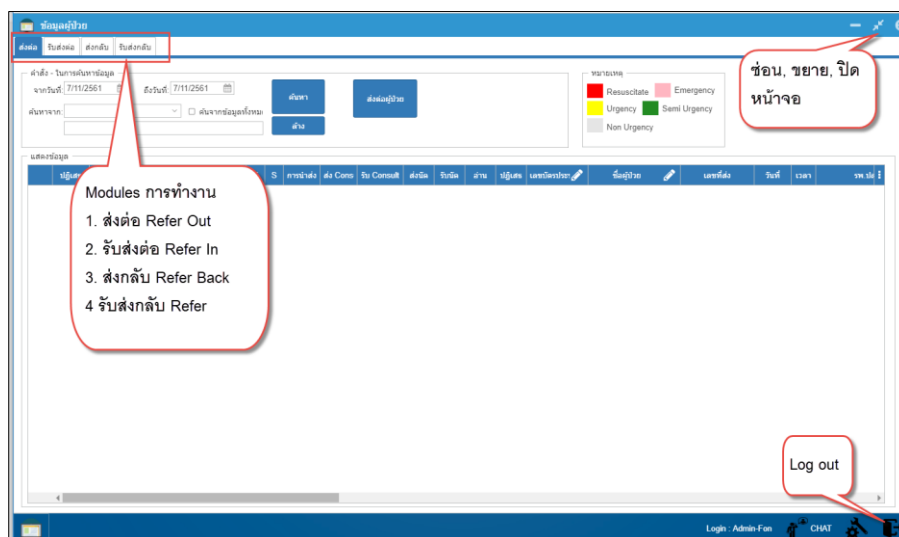 ข้อมูลผู้ป่วย
ส่งต่อ รับส่งต่อ ส่งกลับ รับส่งกลับ
คำสั่ง - ในการค้นหาข้อมูล
จากวันที่: 7/11/2561 ถึงวันที่: 7/11/2561
ค้นหา
ส่งต่อผู้ป่วย
ค้นหาจาก:
ค้นจากข้อมูลทั้งหมด
ล้าง
หมายเหตุ
Resuscitate Emergency
Urgency Semi Urgency
Non Urgency
ซ่อน, ขยาย, ปิด
หน้าจอ
แสดงข้อมูล
S การนำส่ง ส่ง Cons รับ Consult ส่งนัด รับนัด อ่าน ปฏิเสธ เลขบัตรประชา ชื่อผู้ป่วย เลขที่ส่ง วันที่ เวลา
Modules การทำงาน
1. ส่งต่อ Refer Out
2. รับส่งต่อ Refer In
3. ส่งกลับ Refer Back
4 รับส่งกลับ Refer
Log out
Login : Admin-Fon CHAT